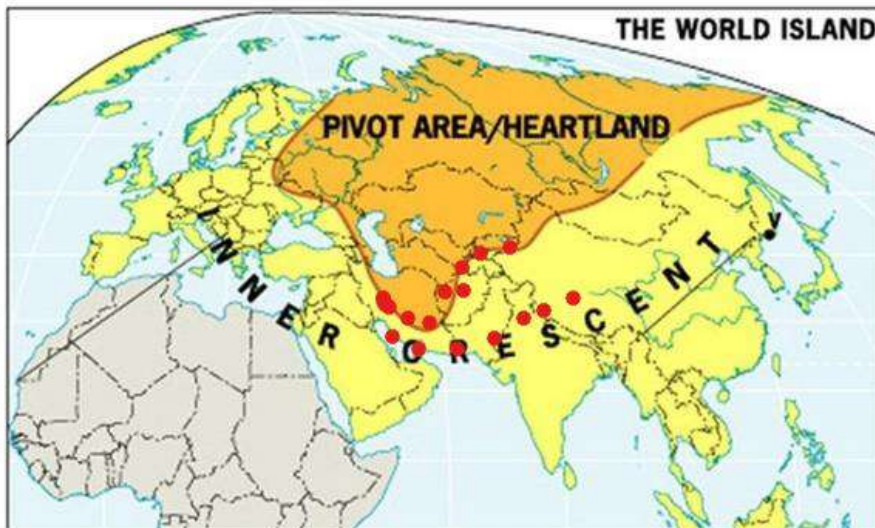 THE WORLD ISLAND
PIVOT AREA/HEARTLAND
INNER CRESCENT
V